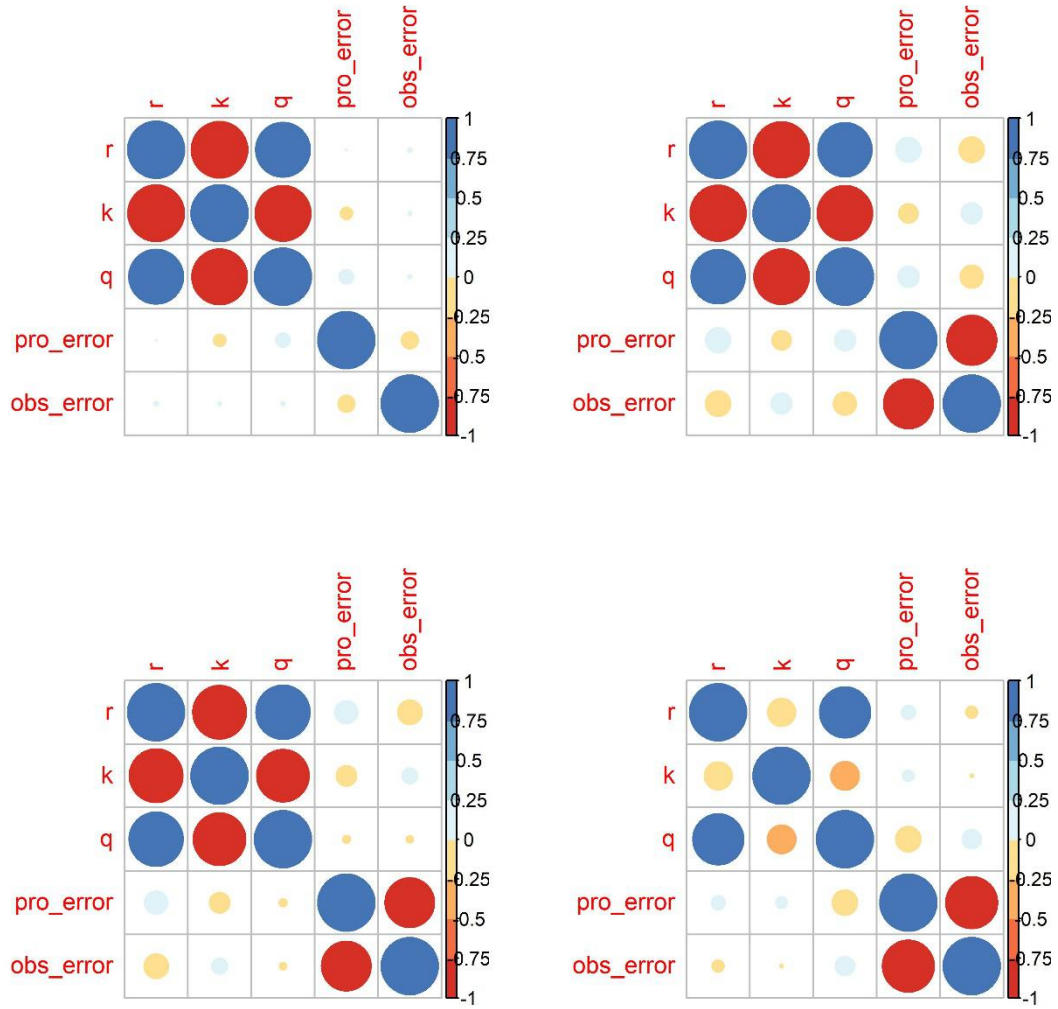 r
k
q
pro_error
obs_error
r
k
q
pro_error
obs_error
1
0.75
0.5
0.25
0
-0.25
-0.5
-0.75
-1
r
k
q
pro_error
obs_error
r
k
q
pro_error
obs_error
1
0.75
0.5
0.25
0
-0.25
-0.5
-0.75
-1
r
k
q
pro_error
obs_error
r
k
q
pro_error
obs_error
1
0.75
0.5
0.25
0
-0.25
-0.5
-0.75
-1
r
k
q
pro_error
obs_error
r
k
q
pro_error
obs_error
1
0.75
0.5
0.25
0
-0.25
-0.5
-0.75
-1